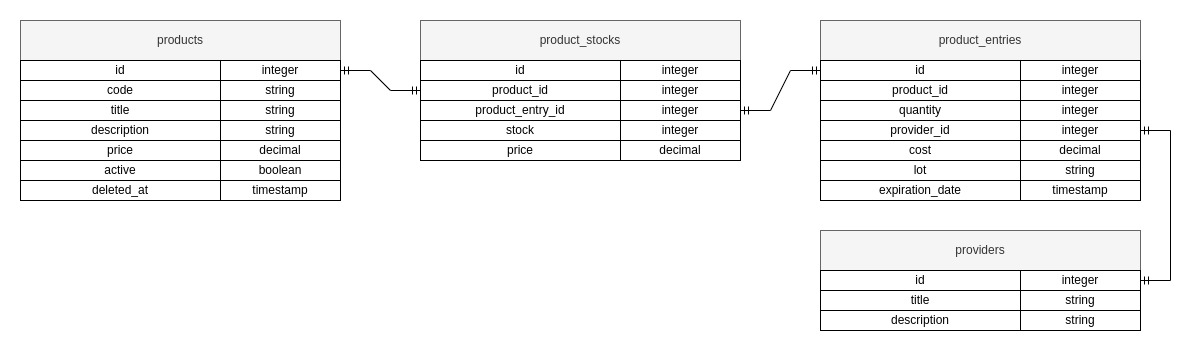 products
id integer
code string
title string
description string
price decimal
active boolean
deleted_at timestamp
product_stocks
id integer
product_id integer
product_entry_id integer
stock integer
price decimal
product_entries
id integer
product_id integer
quantity integer
provider_id integer
cost decimal
lot string
expiration_date timestamp
providers
id integer
title string
description string